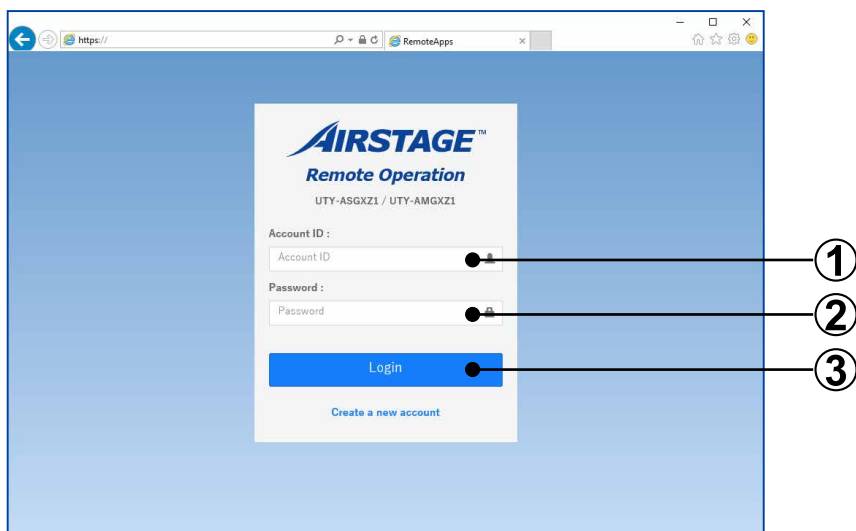 https://
RemoteApps
AIRSTAGE™
Remote Operation
UTY-ASGXZ1 / UTY-AMGXZ1
Account ID :
Account ID
1
Password :
Password
2
Login
3
Create a new account